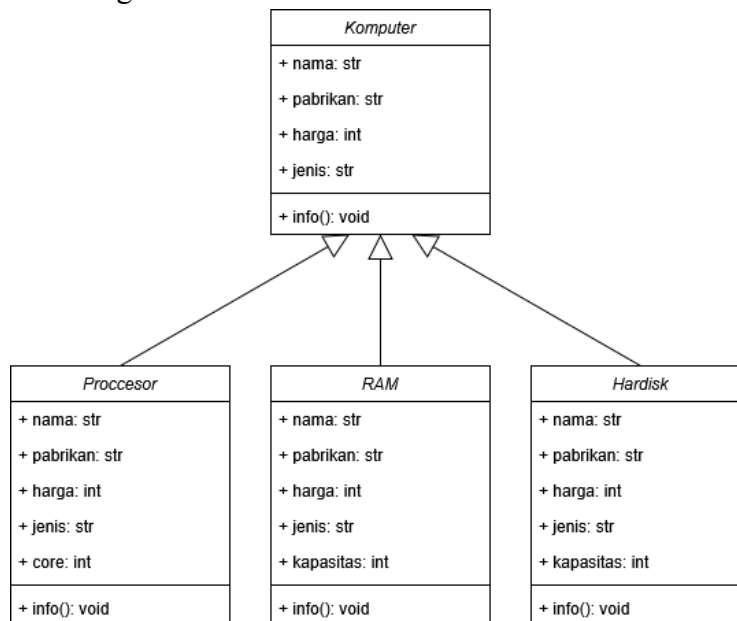 Komputer
+ nama: str
+ pabrikan: str
+ harga: int
+ jenis: str
+ info(): void
Proccesor
+ nama: str
+ pabrikan: str
+ harga: int
+ jenis: str
+ core: int
+ info(): void
RAM
+ nama: str
+ pabrikan: str
+ harga: int
+ jenis: str
+ kapasitas: int
+ info(): void
Hardisk
+ nama: str
+ pabrikan: str
+ harga: int
+ jenis: str
+ kapasitas: int
+ info(): void